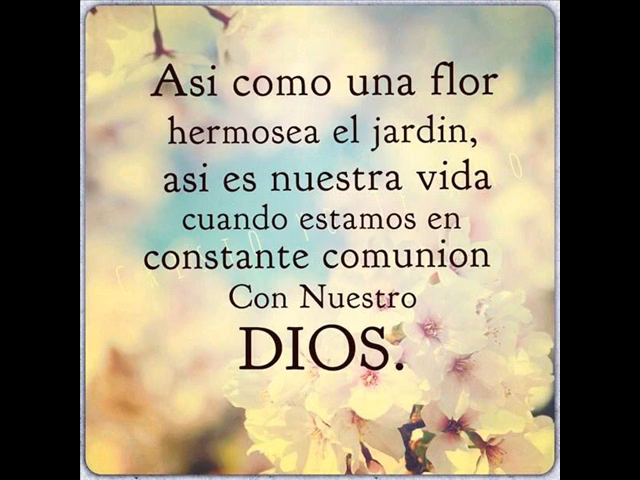 Asi como una flor
hermosea el jardin,
asi es nuestra vida
cuando estamos en
constante comunion
Con Nuestro
DIOS.